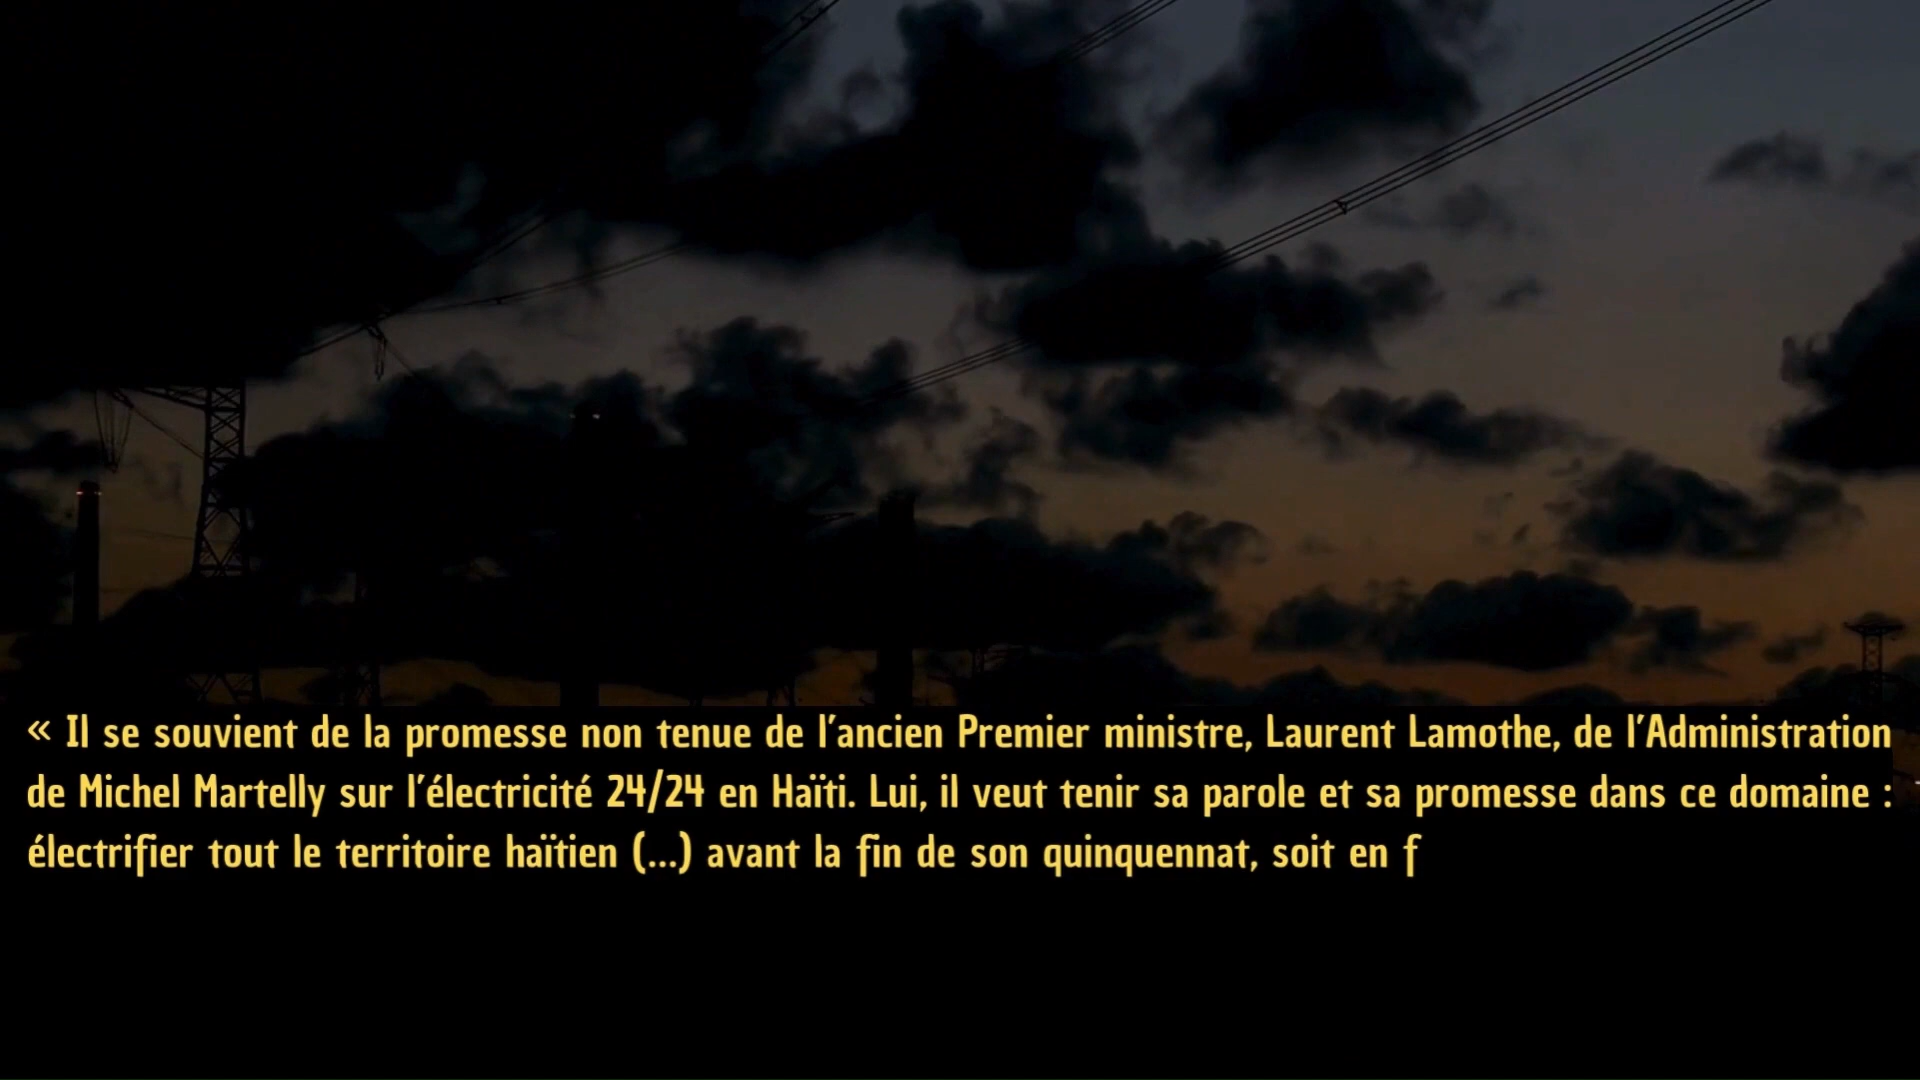 « Il se souvient de la promesse non tenue de l'ancien Premier ministre, Laurent Lamothe, de l'Administration
de Michel Martelly sur l'électricité 24/24 en Haïti. Lui, il veut tenir sa parole et sa promesse dans ce domaine :
électrifier tout le territoire haïtien (...) avant la fin de son quinquennat, soit en f